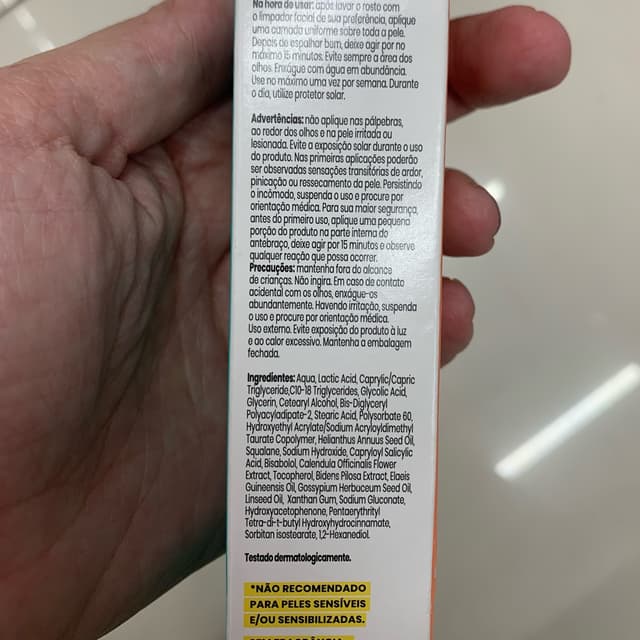 Na hora de usar: após lavar o rosto com
o limpador facial de sua preferência, aplique
uma camada uniforme sobre toda a pele.
Depois de espalhar bem, deixe agir por no
máximo 15 minutos. Evite sempre a área dos
olhos. Enxágue com água em abundância.
Use no máximo uma vez por semana. Durante
o dia, utilize protetor solar.
Advertências: não aplique nas pálpebras,
ao redor dos olhos e na pele irritada ou
lesionada. Evite a exposição solar durante o uso
do produto. Nas primeiras aplicações poderão
ser observadas sensações transitórias de ardor,
pinicação ou ressecamento da pele. Persistindo
o incômodo, suspenda o uso e procure por
orientação médica. Para sua maior segurança,
antes do primeiro uso, aplique uma pequena
porção do produto na parte interna do
antebraço, deixe agir por 15 minutos e observe
qualquer reação que possa ocorrer.
Precauções: mantenha fora do alcance
de crianças. Não ingira. Em caso de contato
acidental com os olhos, enxágue-os
abundantemente. Havendo irritação, suspenda
o uso e procure por orientação médica.
Uso externo. Evite exposição do produto à luz
e ao calor excessivo. Mantenha a embalagem
fechada.
Ingredientes: Aqua, Lactic Acid, Caprylic/Capric
Triglyceride,C10-18 Triglycerides, Glycolic Acid,
Glycerin, Cetearyl Alcohol, Bis-Diglyceryl
Polyacyladipate-2, Stearic Acid, Polysorbate 60,
Hydroxyethyl Acrylate/Sodium Acryloyldimethyl
Taurate Copolymer, Helianthus Annuus Seed Oil,
Squalane, Sodium Hydroxide, Capryloyl Salicylic
Acid, Bisabolol, Calendula Officinalis Flower
Extract, Tocopherol, Bidens Pilosa Extract, Elaeis
Guineensis Oil, Gossypium Herbaceum Seed Oil,
Linseed Oil, Xanthan Gum, Sodium Gluconate,
Hydroxyacetophenone, Pentaerythrityl
Tetra-di-t-butyl Hydroxyhydrocinnamate,
Sorbitan isostearate, 1,2-Hexanediol.
Testado dermatologicamente.
*NÃO RECOMENDADO
PARA PELES SENSÍVEIS
E/OU SENSIBILIZADAS.